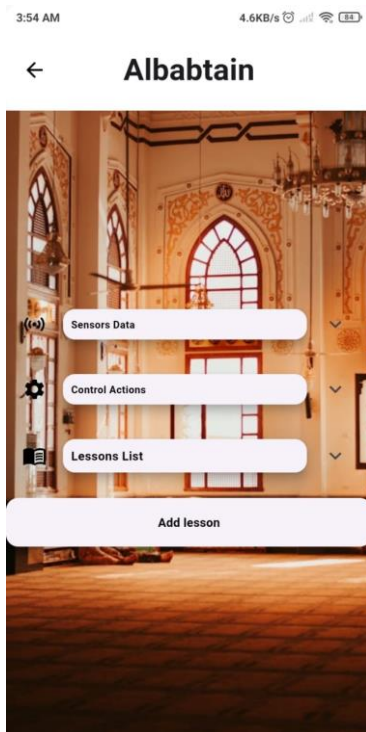 3:54 AM 4.6KB/s 84
Albabtain
Sensors Data
Control Actions
Lessons List
Add lesson